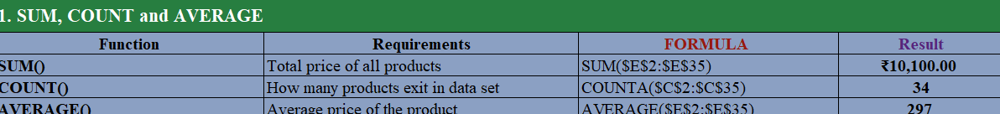 1. SUM, COUNT and AVERAGE
Function Requirements FORMULA Result
SUM() Total price of all products SUM($E$2:$E$35) ₹10,100.00
COUNT() How many products exit in data set COUNTA($C$2:$C$35) 34
AVERAGE() Average price of the product AVERAGE($E$2:$E$35) 297